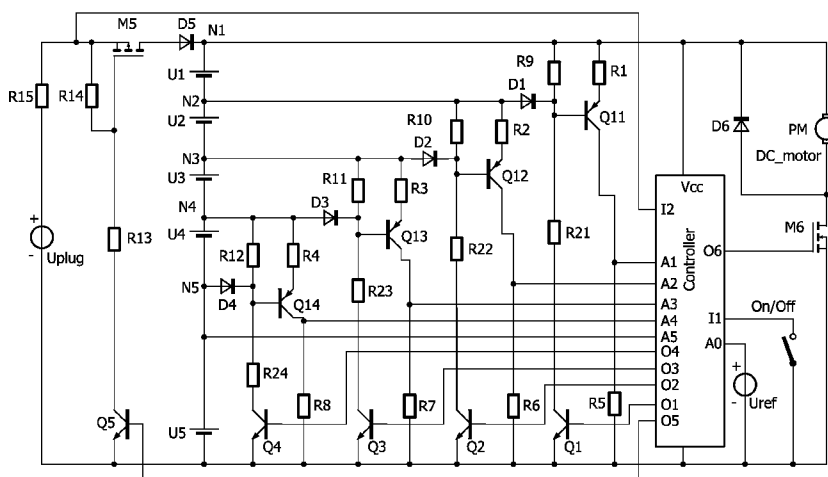 M5 D5 N1
U1 R9 R1
R15 R14 N2 D1
U2 R10 R2 Q11 D6 PM
D2 DC_motor
N3
U3 R11 R3 Q12 Vcc
N4 D3 I2 M6
+ U4 Q13 Controller
- Uplug R13 R12 R4 R22 R21 O6
A1
N5 R23 A2
D4 Q14 A3 On/Off
A4 I1
A5 A0
R24 O4 +
O3 Uref
R8 R7 R6 R5 O2 -
Q5 O1
U5 Q4 Q3 Q2 Q1 O5